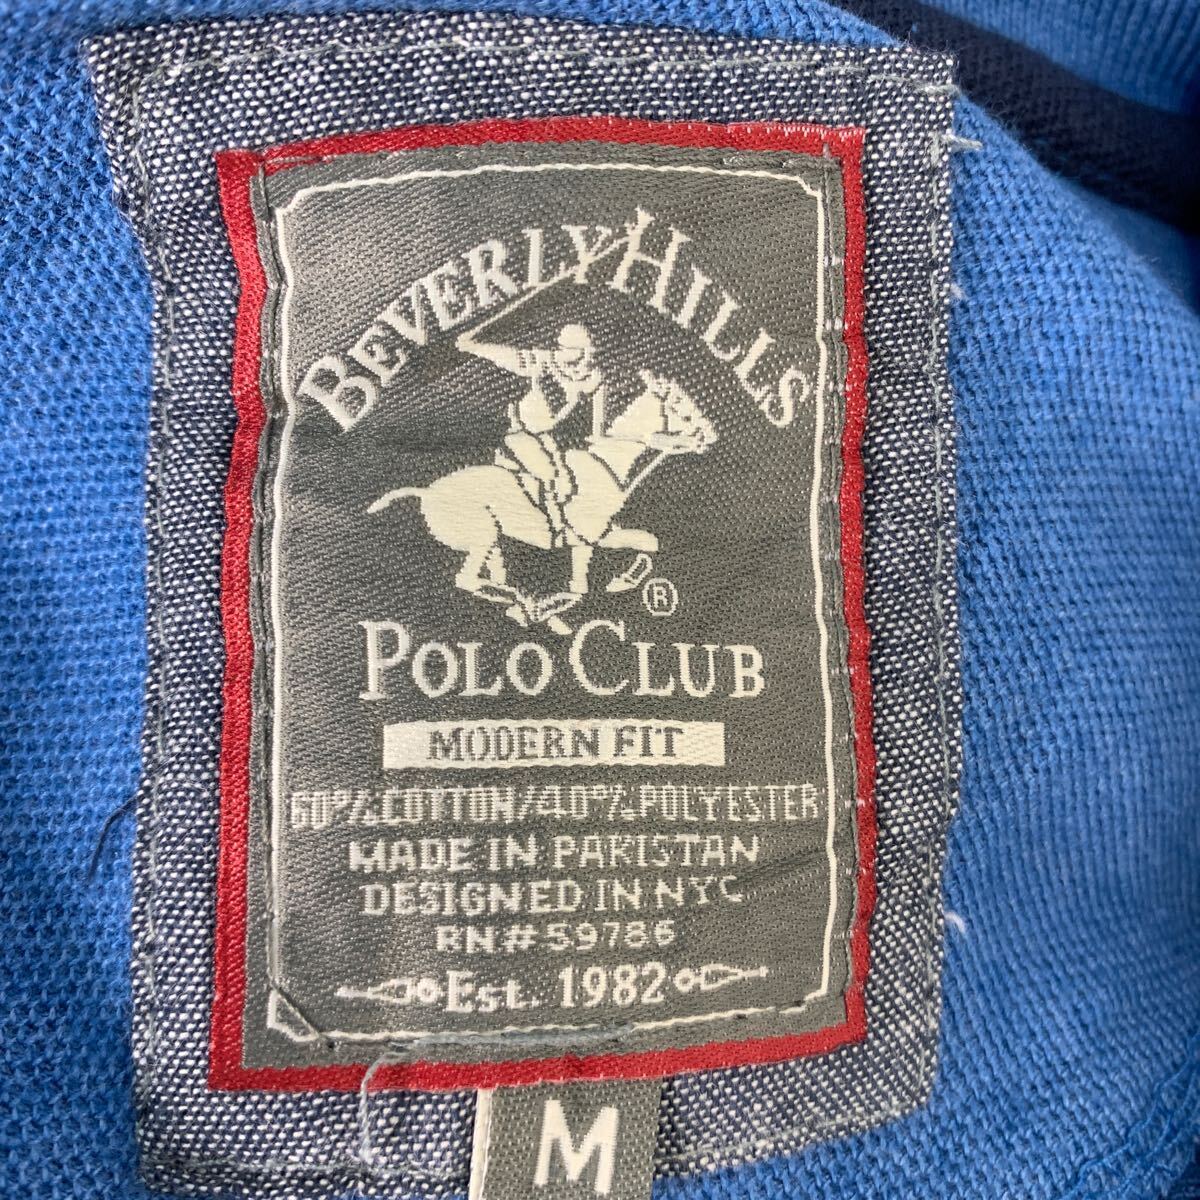 BEVERLY HILLS
®
POLO CLUB
MODERN FIT
60% COTTON/40% POLYESTER
MADE IN PAKISTAN
DESIGNED IN NYC
RN# 59786
EST. 1982
M